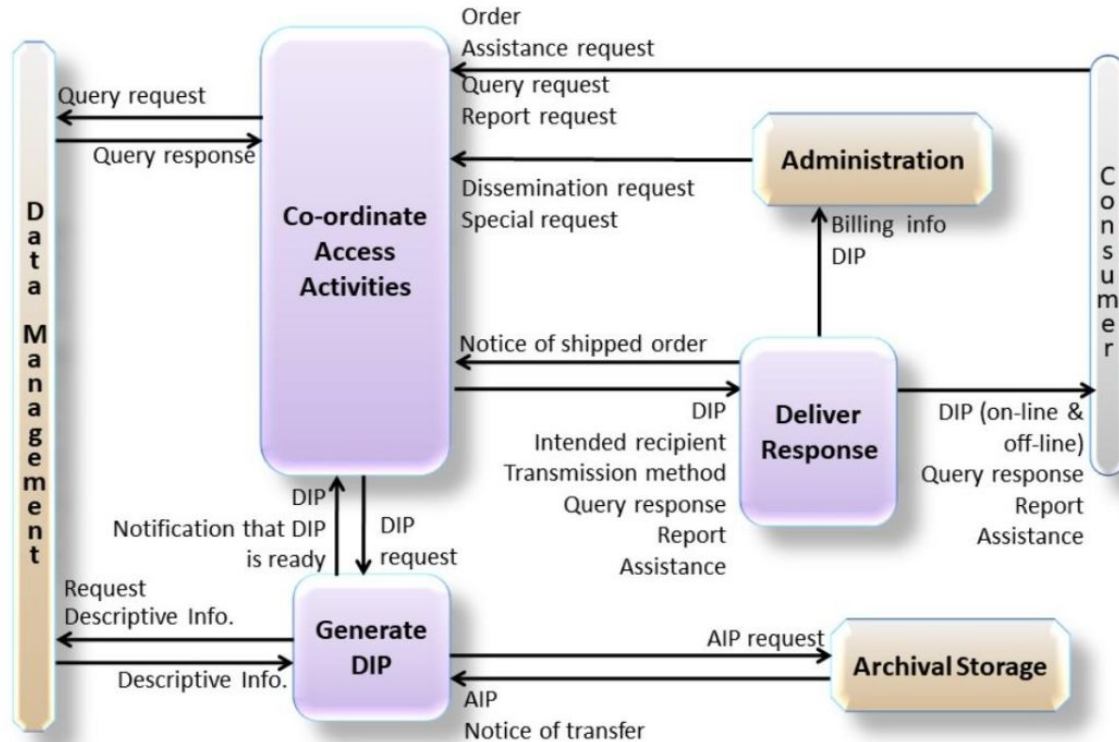 Order
Assistance request
Query request
Report request
Query request
Query response
Administration
Dissemination request
Special request
Co-ordinate
Access
Activities
Billing info
DIP
Data Management
Consumer
Notice of shipped order
DIP
Intended recipient
Transmission method
Query response
Report
Assistance
Deliver
Response
DIP (on-line &
off-line)
Query response
Report
Assistance
DIP
Notification that DIP
is ready
DIP
request
Request
Descriptive Info.
Descriptive Info.
Generate
DIP
AIP request
AIP
Notice of transfer
Archival Storage